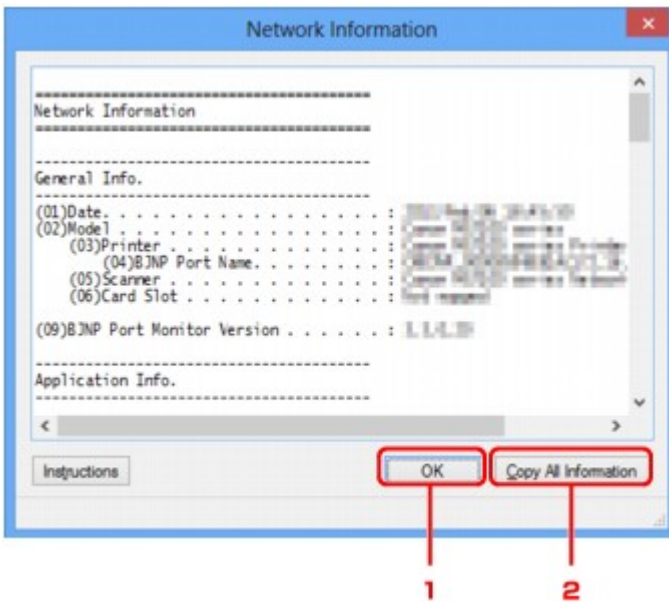 Network Information
==========================================
Network Information
==========================================
------------------------------------------
General Info.
------------------------------------------
(01)Date. . . . . . . . . . . . . . . . . :
(02)Model . . . . . . . . . . . . . . . . :
(03)Printer . . . . . . . . . . . . . . :
(04)BJNP Port Name. . . . . . . . . :
(05)Scanner . . . . . . . . . . . . . . :
(06)Card Slot . . . . . . . . . . . . . :
(09)BJNP Port Monitor Version . . . . . . :
------------------------------------------
Application Info.
------------------------------------------
Instructions
OK
Copy All Information
1
2